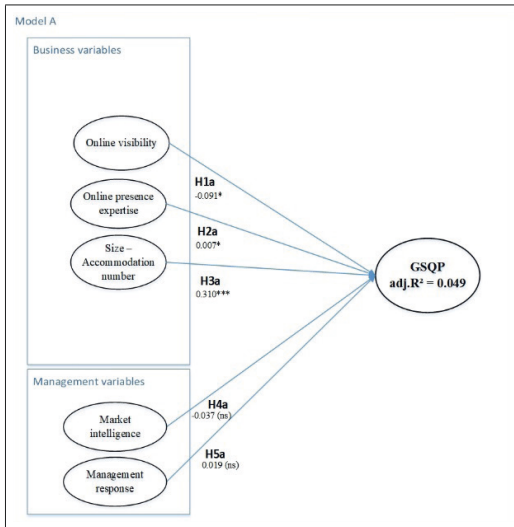 Model A
Business variables
Online visibility
H1a
-0.091*
Online presence
expertise
H2a
0.007*
Size –
Accommodation
number
H3a
0.310***
GSQP
adj.R² = 0.049
Management variables
Market
intelligence
H4a
-0.037 (ns)
Management
response
H5a
0.019 (ns)